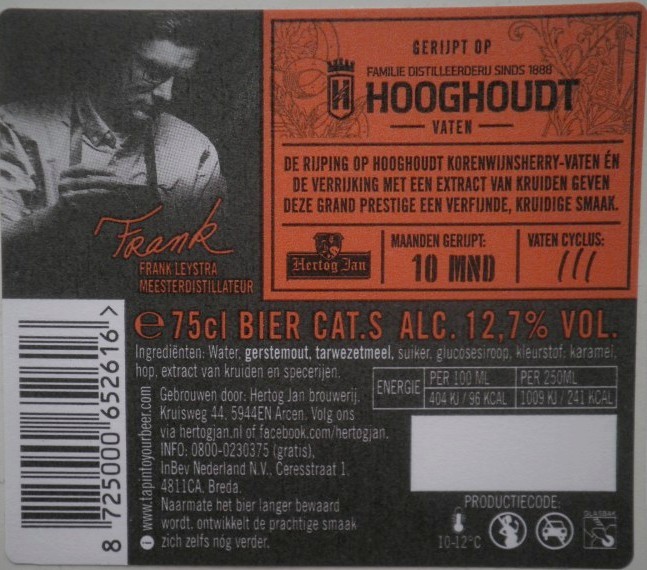 GERIJPT OP
FAMILIE DISTILLEERDERIJ SINDS 1888
H HOOGHOUDT
VATEN
DE RIJPING OP HOOGHOUDT KORENWIJNSHERRY-VATEN ÉN
DE VERRIJKING MET EEN EXTRACT VAN KRUIDEN GEVEN
DEZE GRAND PRESTIGE EEN VERFIJNDE, KRUIDIGE SMAAK.
Frank
FRANK LEYSTRA
MEESTERDISTILLATEUR
Hertog Jan
MAANDEN GERIJPT:
10 MND
VATEN CYCLUS:
///
e 75cl BIER CAT.S ALC. 12,7% VOL.
Ingrediënten: Water, gerstemout, tarwezetmeel, suiker, glucosesiroop, kleurstof: karamel,
hop, extract van kruiden en specerijen.
ENERGIE PER 100 ML PER 250ML
404 KJ / 96 KCAL 1009 KJ / 241 KCAL
Gebrouwen door: Hertog Jan brouwerij.
Kruisweg 44, 5944EN Arcen. Volg ons
via hertogjan.nl of facebook.com/hertogjan.
INFO: 0800-0230375 (gratis),
InBev Nederland N.V., Ceresstraat 1,
4811CA, Breda.
Naarmate het bier langer bewaard
wordt, ontwikkelt de prachtige smaak
zich zelfs nóg verder.
www.tapintoyourbeer.com
8 725000 652616 >
PRODUCTIECODE:
10-12°C
GLASBAK